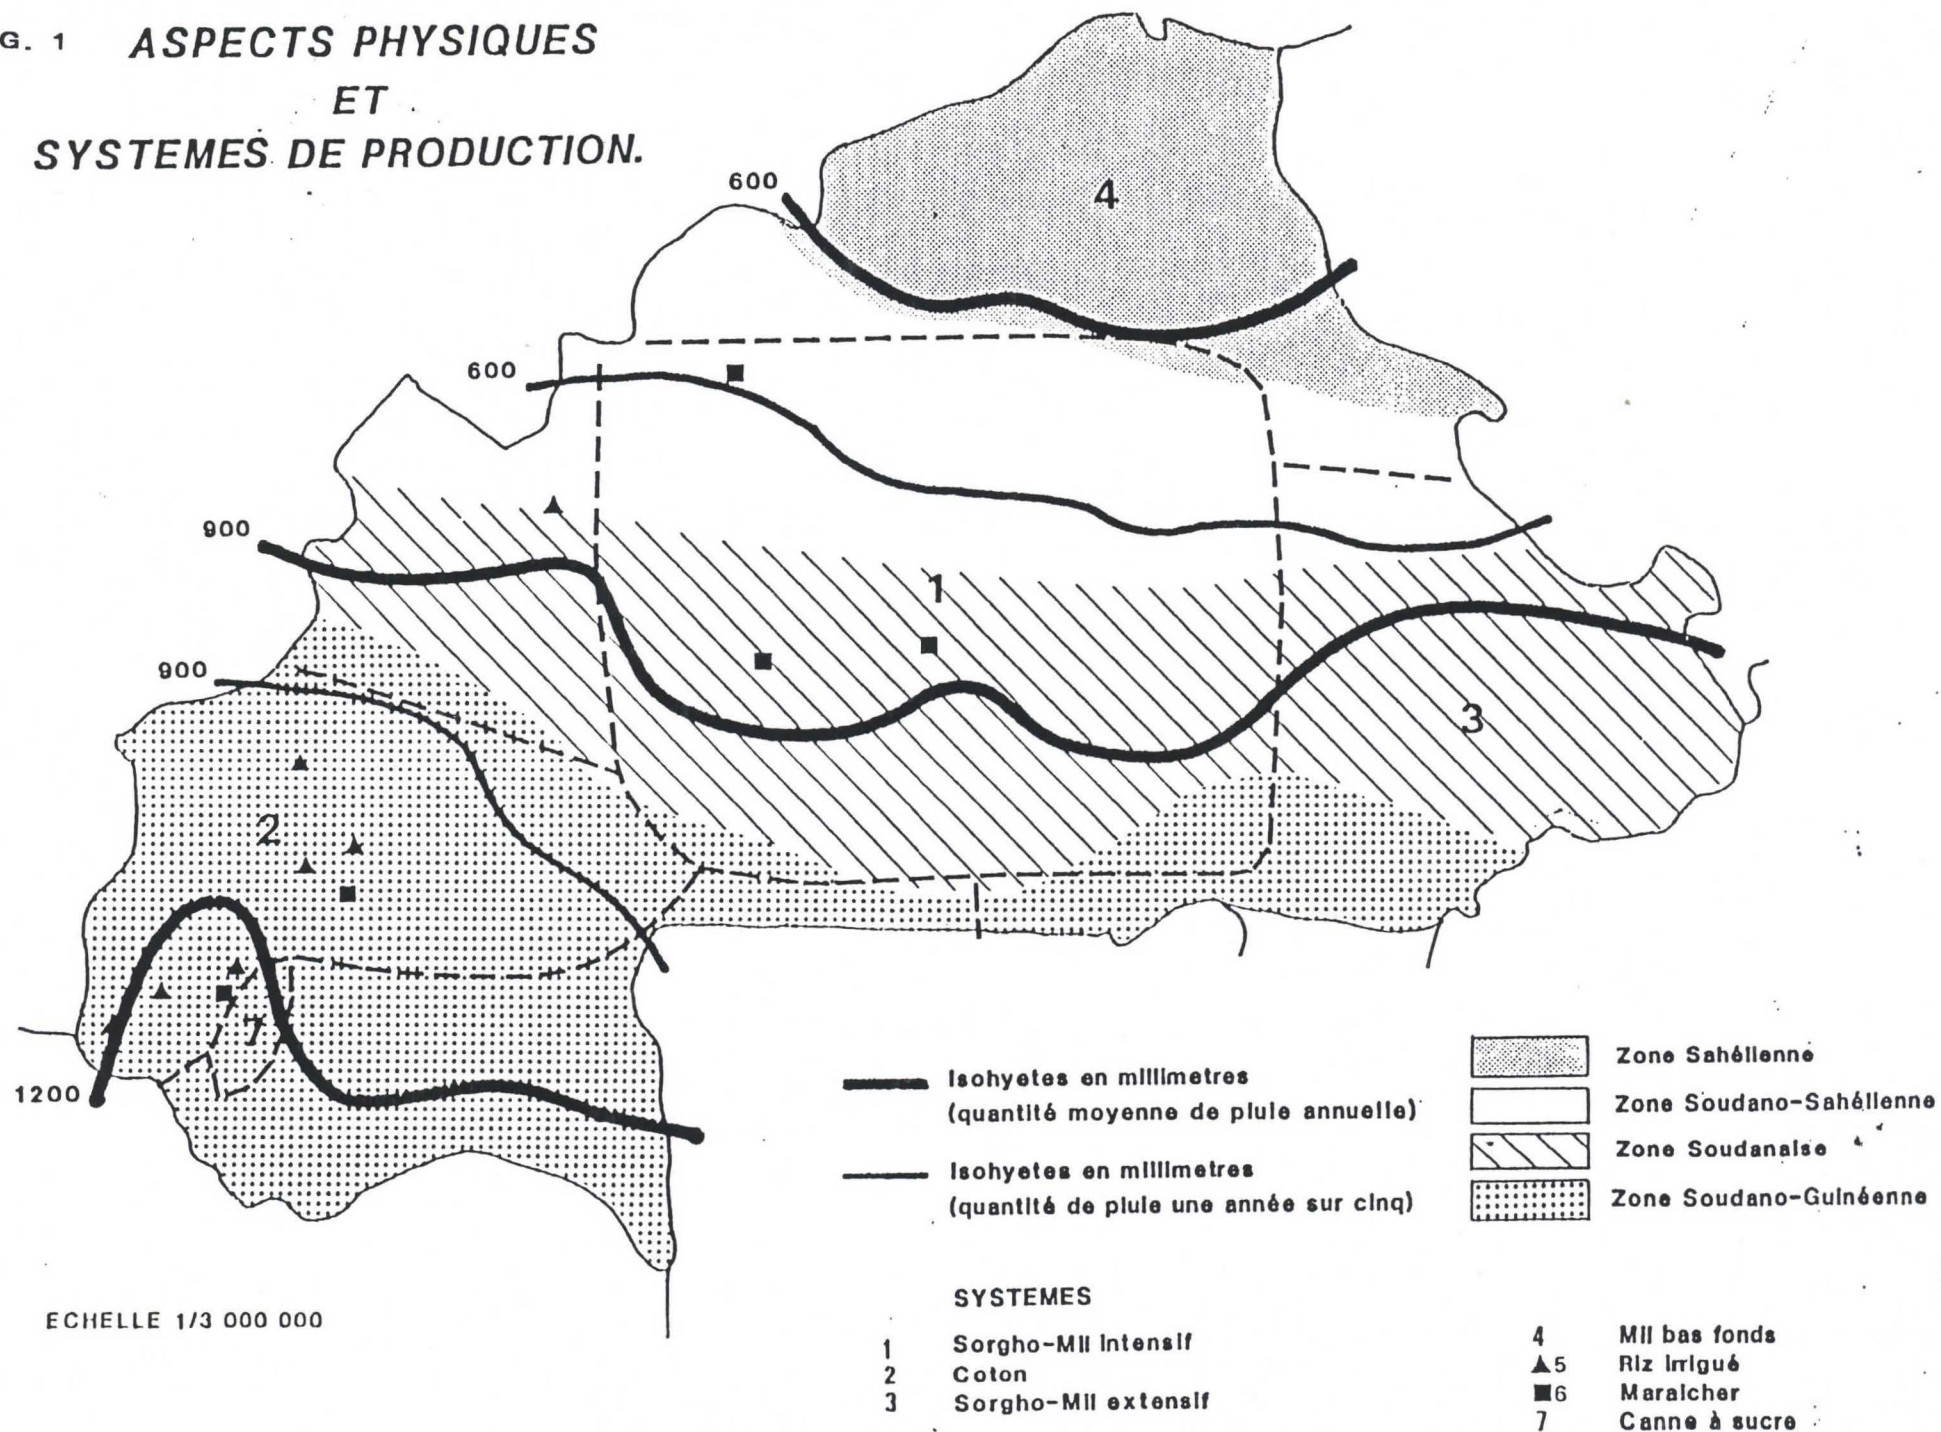 G. 1 ASPECTS PHYSIQUES
ET
SYSTEMES DE PRODUCTION.
600
4
600
900
1
900
3
2
7
1200
Isohyetes en millimetres
(quantité moyenne de pluie annuelle)
Isohyetes en millimetres
(quantité de pluie une année sur cinq)
Zone Sahélienne
Zone Soudano-Sahélienne
Zone Soudanaise
Zone Soudano-Guinéenne
ECHELLE 1/3 000 000
SYSTEMES
1 Sorgho-Mil intensif
2 Coton
3 Sorgho-Mil extensif
4 Mil bas fonds
▲5 Riz irrigué
■6 Maraicher
7 Canne à sucre